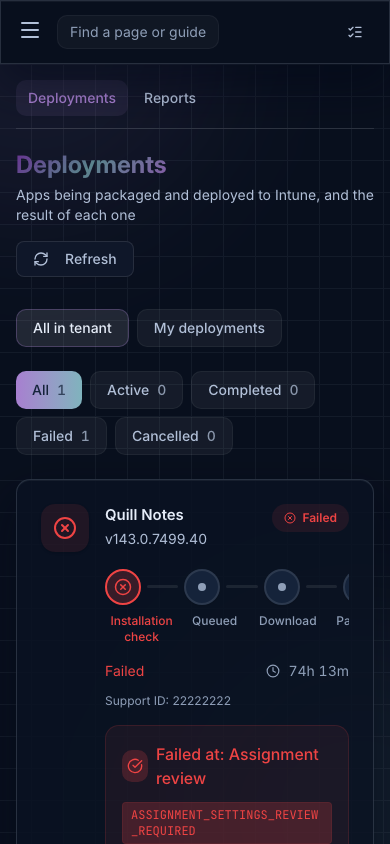 Find a page or guide
Deployments Reports
Deployments
Apps being packaged and deployed to Intune, and the
result of each one
Refresh
All in tenant My deployments
All 1 Active 0 Completed 0
Failed 1 Cancelled 0
Quill Notes Failed
v143.0.7499.40
Installation Queued Download Pa
check
Failed 74h 13m
Support ID: 22222222
Failed at: Assignment
review
ASSIGNMENT_SETTINGS_REVIEW
_REQUIRED